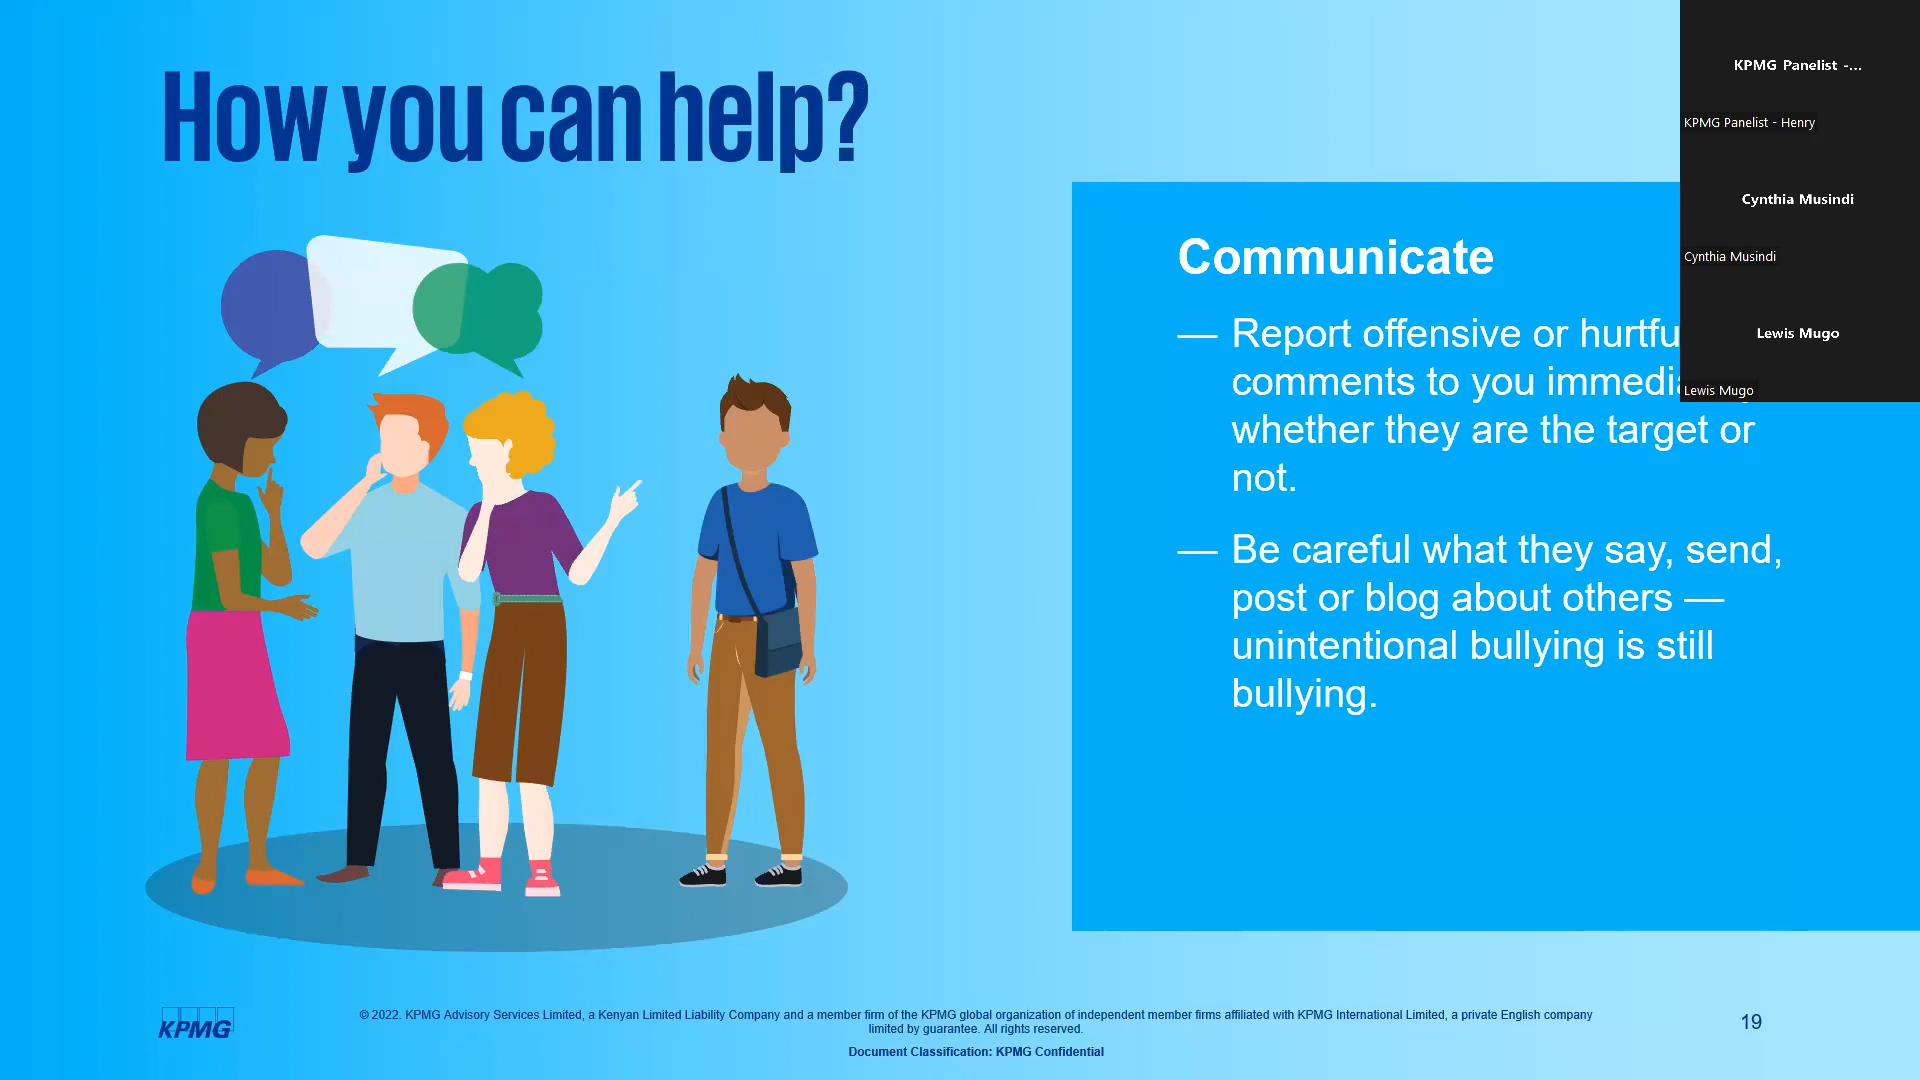 How you can help?
Communicate
— Report offensive or hurtfu
comments to you
whether they are the target or
not.
— Be careful what they say, send,
post or blog about others —
unintentional bullying is still
bullying.
KPMG Panelist -...
KPMG Panelist - Henry
Cynthia Musindi
Cynthia Musindi
Lewis Mugo
Lewis Mugo
KPMG
© 2022. KPMG Advisory Services Limited, a Kenyan Limited Liability Company and a member firm of the KPMG global organization of independent member firms affiliated with KPMG International Limited, a private English company
limited by guarantee. All rights reserved.
Document Classification: KPMG Confidential
19